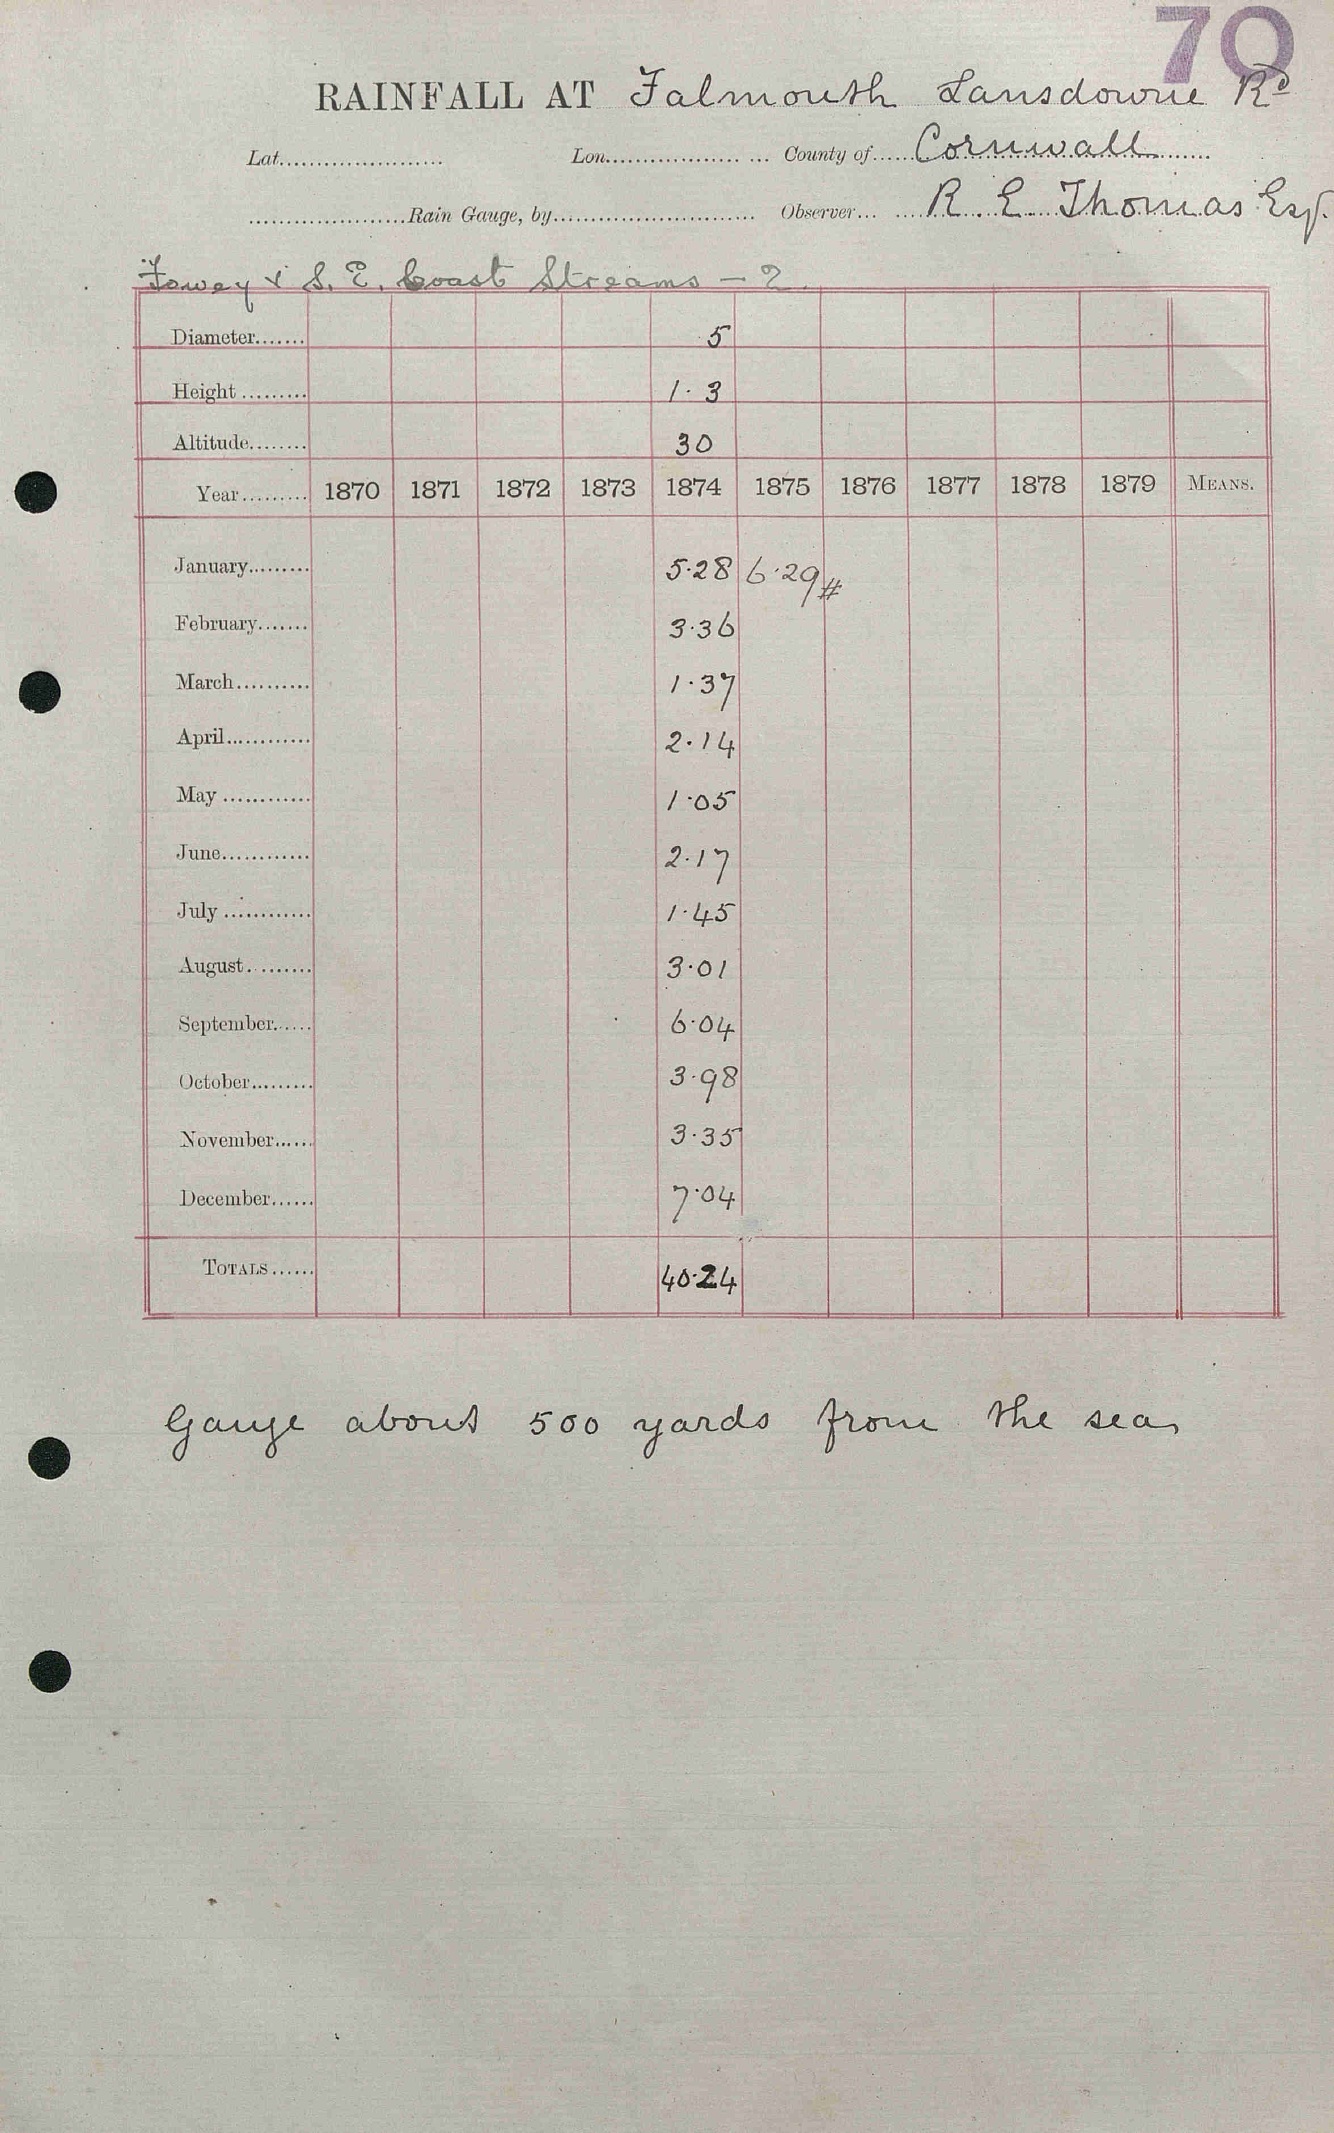 70
RAINFALL AT Falmouth Lansdowne Rd
Lat...................... Lon.................. ... County of......Cornwall.......
.....................Rain Gauge, by........................... Observer... ....R. E. Thomas Esq.
Fowey & S. E. Coast Streams - 2.
Diameter....... 5
Height ......... 1·3
Altitude........ 30
Year......... 1870 1871 1872 1873 1874 1875 1876 1877 1878 1879 MEANS.
January......... 5·28 6·29#
February....... 3·36
March.......... 1·37
April............ 2·14
May ............ 1·05
June............ 2·17
July ............ 1·45
August......... 3·01
September...... 6·04
October......... 3·98
November...... 3·35
December...... 7·04
TOTALS...... 40·24
Gauge about 500 yards from the sea